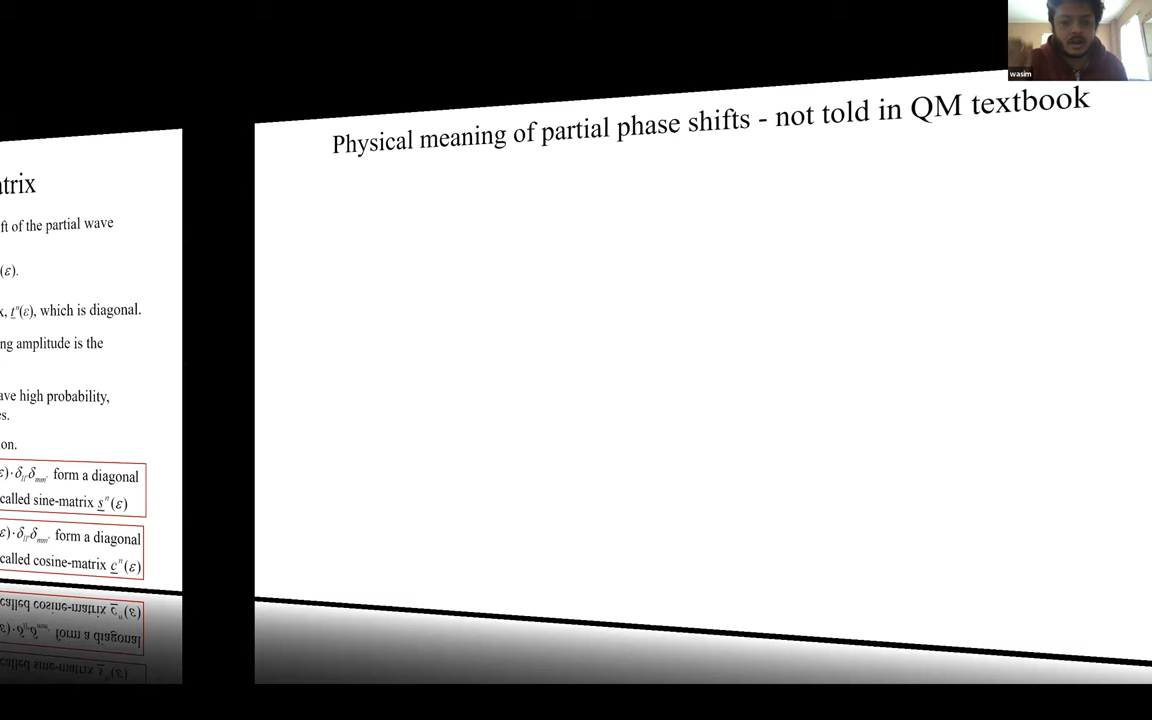 wasim
Physical meaning of partial phase shifts - not told in QM textbook
atrix
ft of the partial wave
(ε).
x, t̲ⁿ(ε), which is diagonal.
ng amplitude is the
ave high probability,
es.
on.
ε)·δ_ll' δ_mm' form a diagonal
called sine-matrix s̲ⁿ(ε)
ε)·δ_ll' δ_mm' form a diagonal
called cosine-matrix c̲ⁿ(ε)